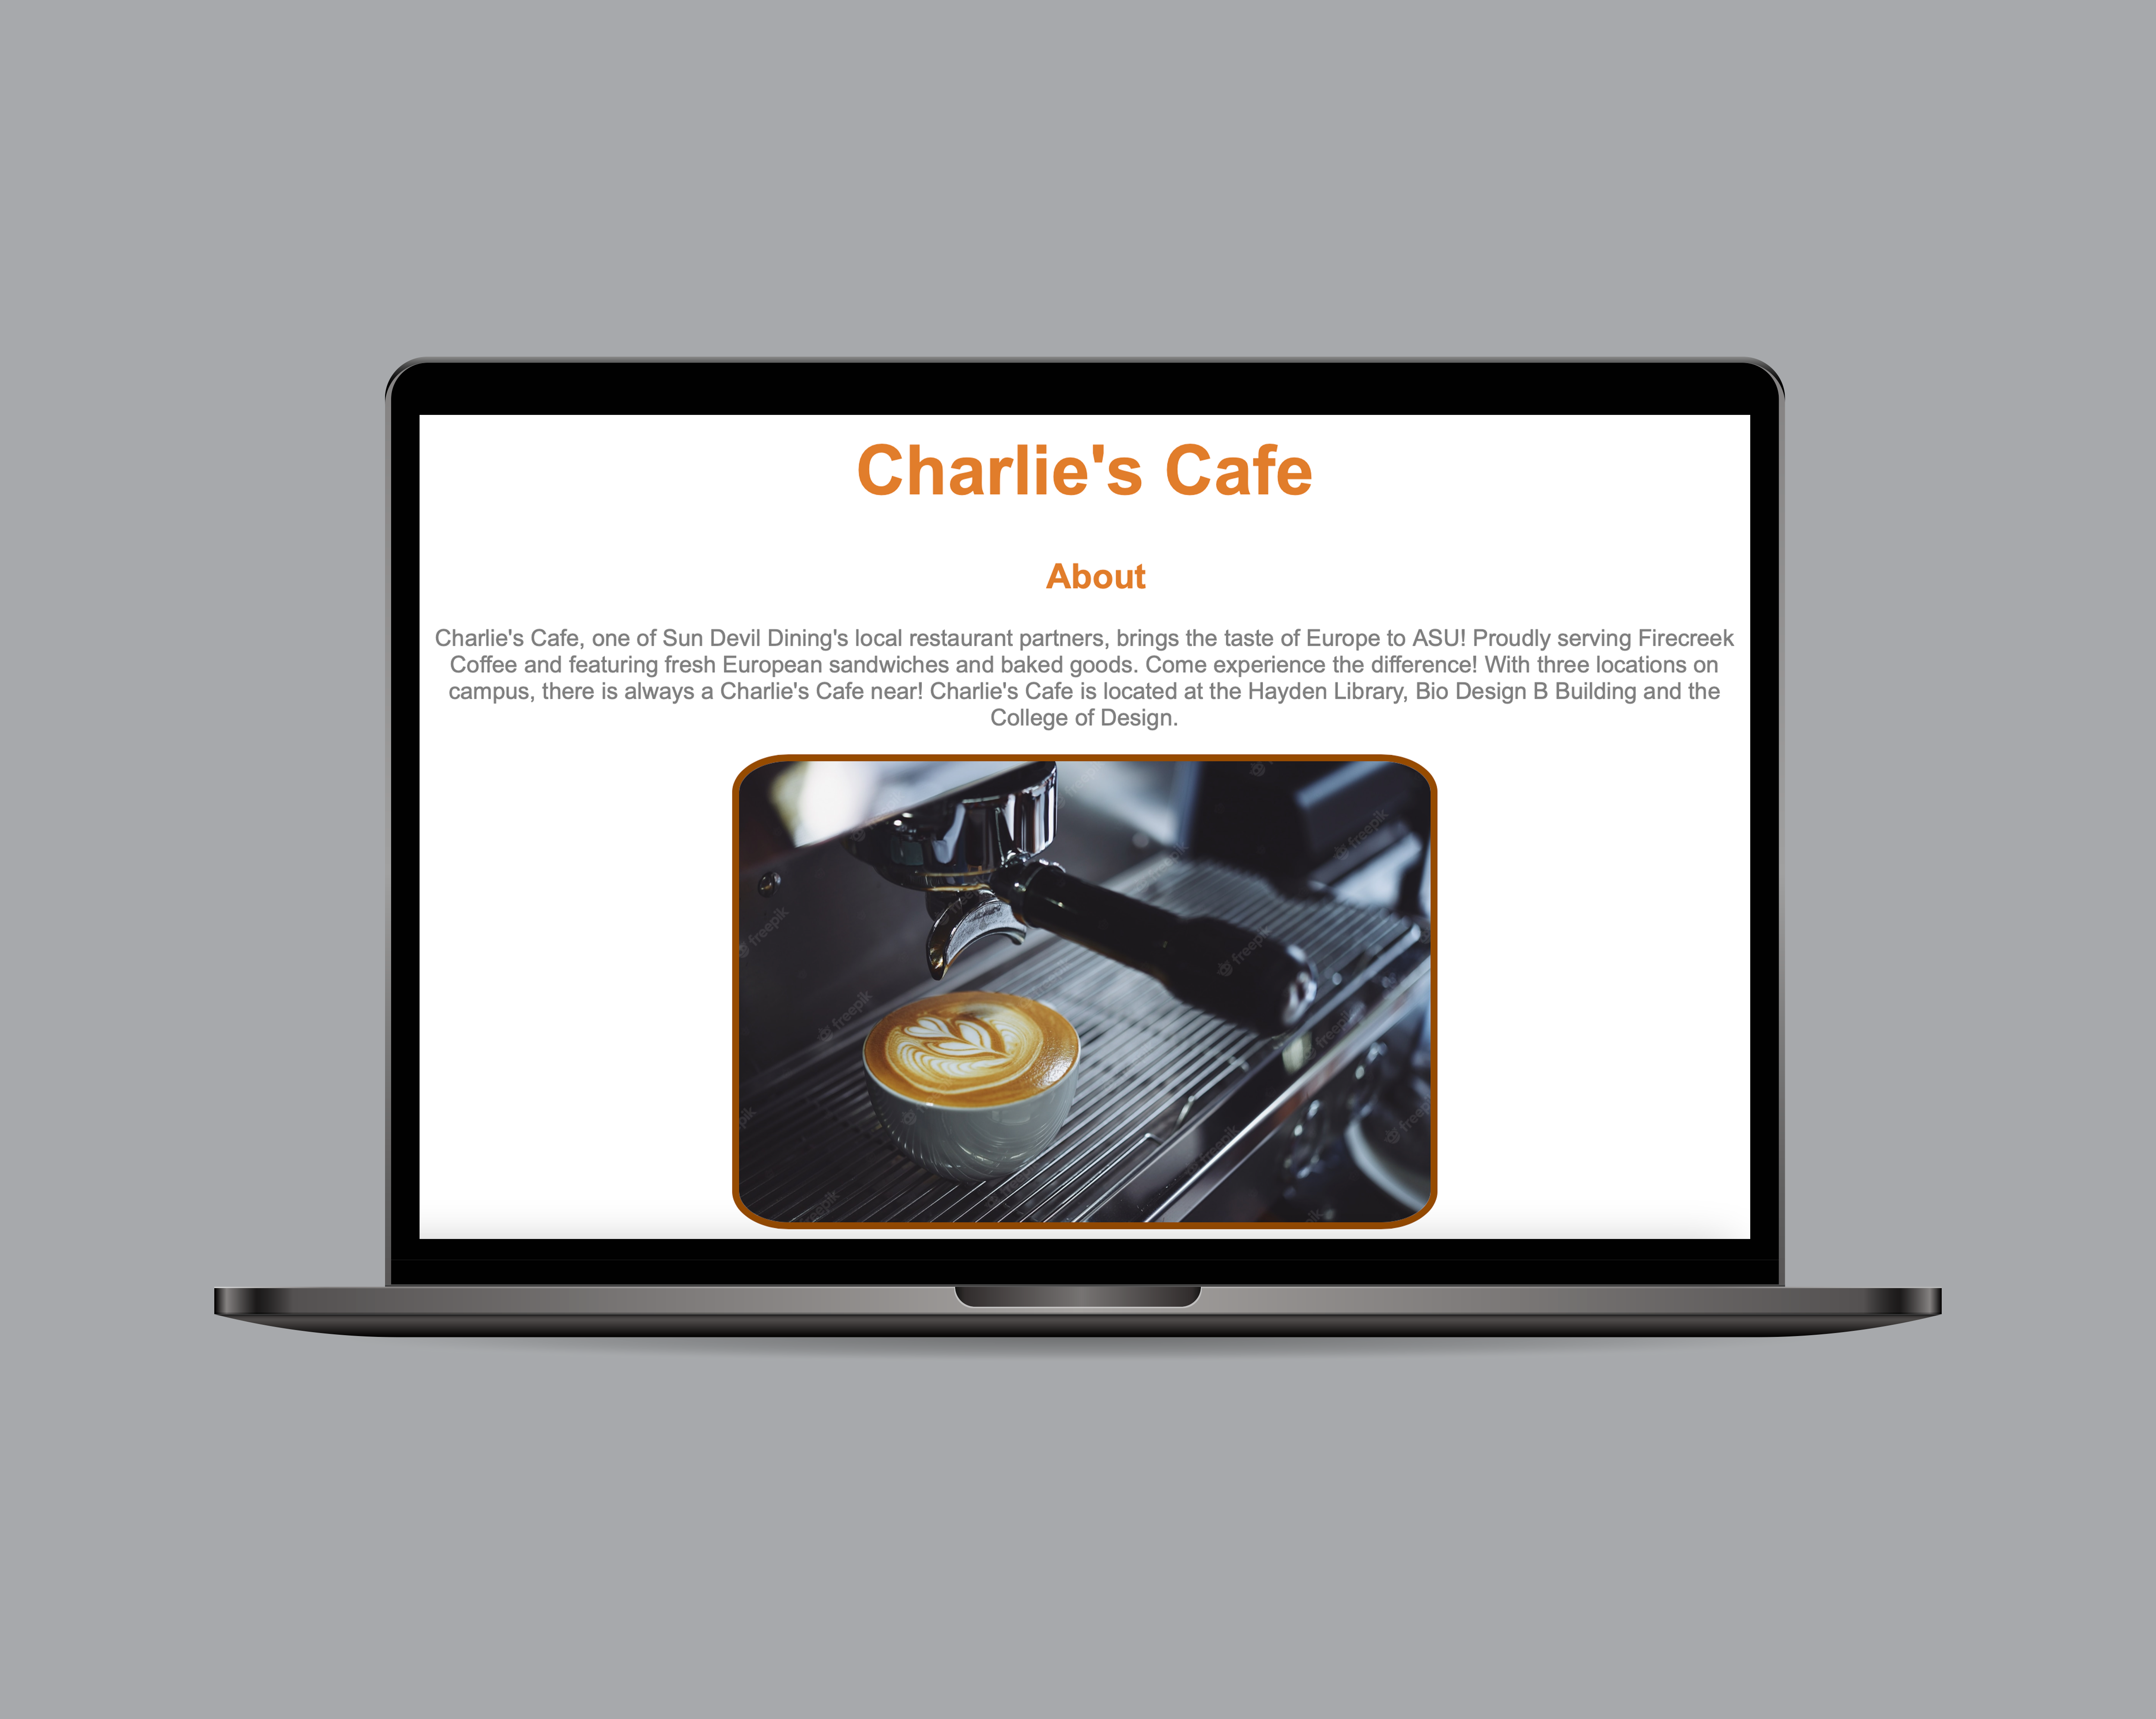 Charlie's Cafe
About
Charlie's Cafe, one of Sun Devil Dining's local restaurant partners, brings the taste of Europe to ASU! Proudly serving Firecreek
Coffee and featuring fresh European sandwiches and baked goods. Come experience the difference! With three locations on
campus, there is always a Charlie's Cafe near! Charlie's Cafe is located at the Hayden Library, Bio Design B Building and the
College of Design.
freepik
freepik
freepik
freepik
freepik